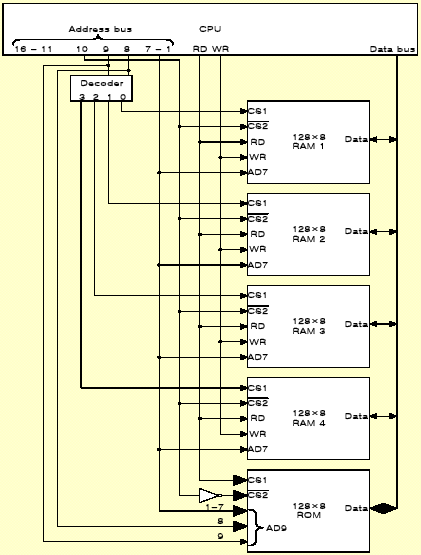 Address bus CPU
16 – 11 10 9 8 7 – 1 RD WR Data bus
Decoder
3 2 1 0
CS1
CS2
RD
WR
AD7
128×8
RAM 1
Data
CS1
CS2
RD
WR
AD7
128×8
RAM 2
Data
CS1
CS2
RD
WR
AD7
128×8
RAM 3
Data
CS1
CS2
RD
WR
AD7
128×8
RAM 4
Data
CS1
CS2
1–7
8
9
AD9
128×8
ROM
Data